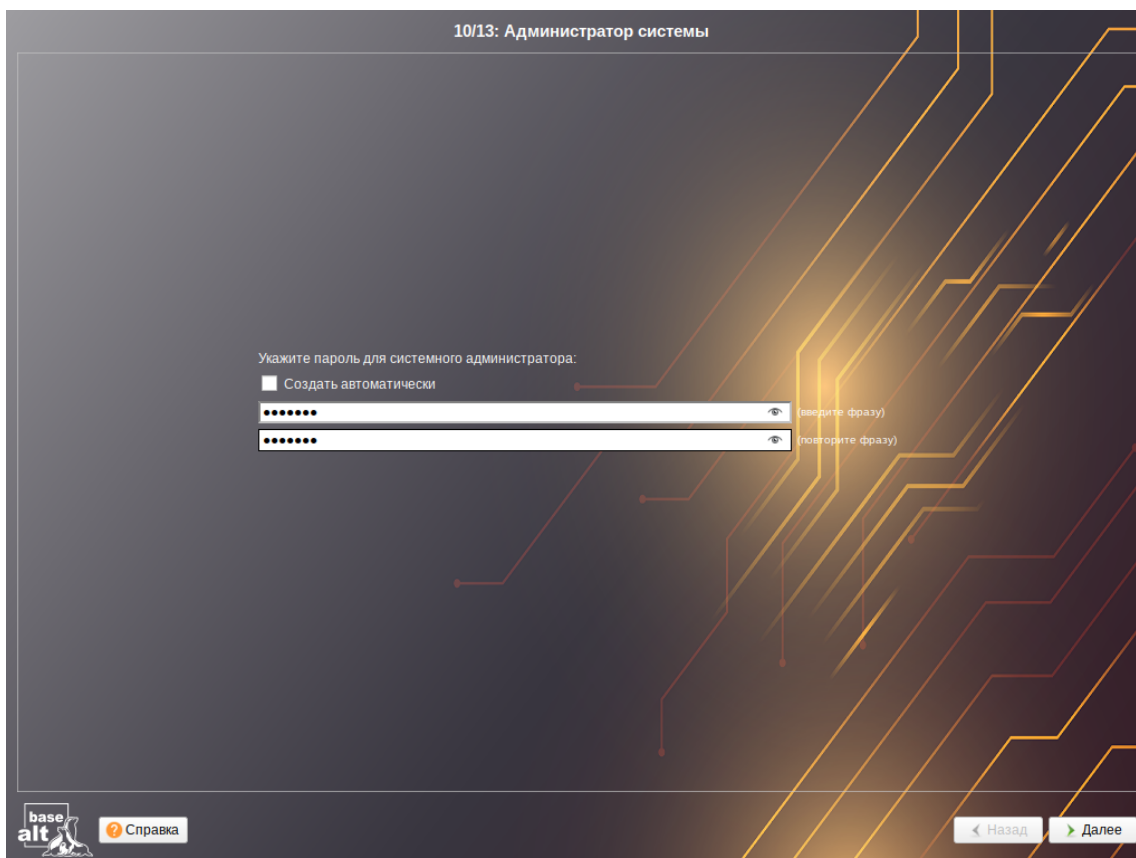 10/13: Администратор системы
Укажите пароль для системного администратора:
Создать автоматически
●●●●●●● (введите фразу)
●●●●●●● (повторите фразу)
base
alt
Справка
Назад
Далее